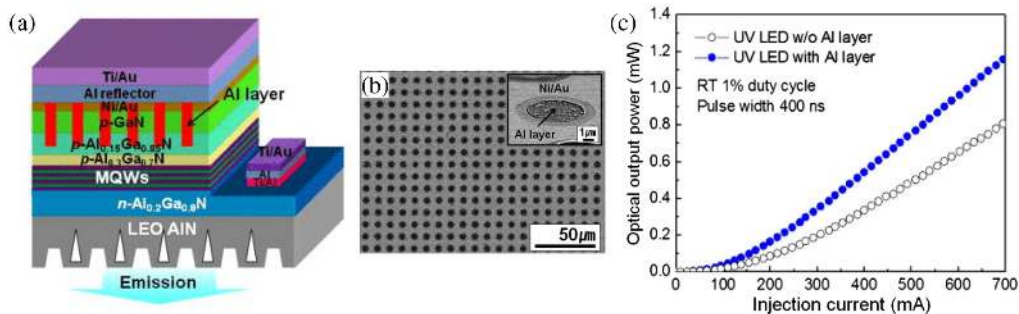 (a)
Ti/Au
Al reflector
Ni/Au
Al layer
p-GaN
p-Al0.15Ga0.85N
p-Al0.3Ga0.7N
MQWs
Ti/Au
Al
Ti/Al
n-Al0.2Ga0.8N
LEO AlN
Emission
(b)
Ni/Au
Al layer
1㎛
50㎛
(c)
1.4
1.2
1.0
0.8
0.6
0.4
0.2
0.0
Optical output power (mW)
UV LED w/o Al layer
UV LED with Al layer
RT 1% duty cycle
Pulse width 400 ns
0 100 200 300 400 500 600 700
Injection current (mA)